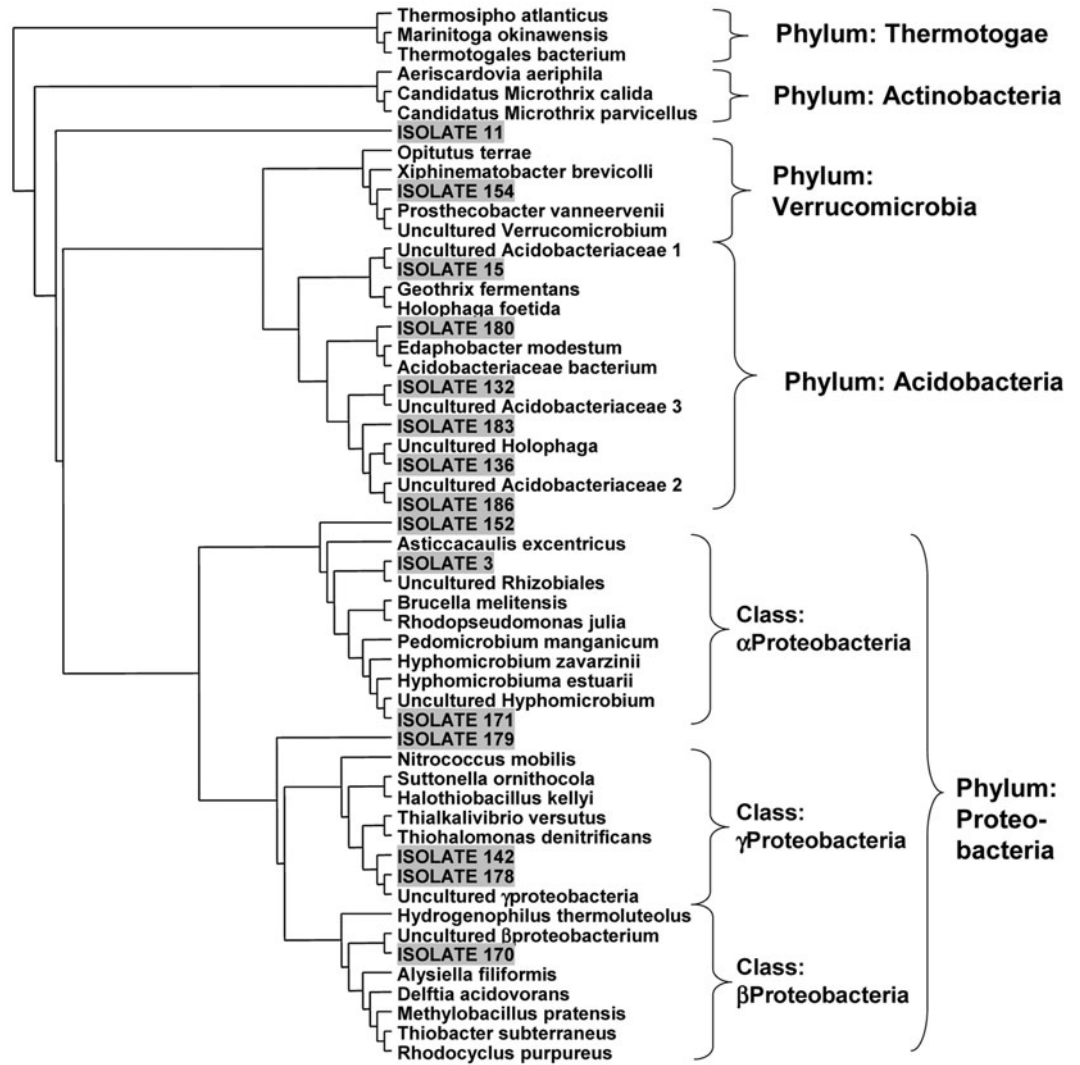 Thermosipho atlanticus
Marinitoga okinawensis
Thermotogales bacterium
Phylum: Thermotogae
Aeriscardovia aeriphila
Candidatus Microthrix calida
Candidatus Microthrix parvicellus
Phylum: Actinobacteria
ISOLATE 11
Opitutus terrae
Xiphinematobacter brevicolli
ISOLATE 154
Prosthecobacter vanneervenii
Uncultured Verrucomicrobium
Phylum:
Verrucomicrobia
Uncultured Acidobacteriaceae 1
ISOLATE 15
Geothrix fermentans
Holophaga foetida
ISOLATE 180
Edaphobacter modestum
Acidobacteriaceae bacterium
ISOLATE 132
Uncultured Acidobacteriaceae 3
ISOLATE 183
Uncultured Holophaga
ISOLATE 136
Uncultured Acidobacteriaceae 2
ISOLATE 186
Phylum: Acidobacteria
ISOLATE 152
Asticcacaulis excentricus
ISOLATE 3
Uncultured Rhizobiales
Brucella melitensis
Rhodopseudomonas julia
Pedomicrobium manganicum
Hyphomicrobium zavarzinii
Hyphomicrobiuma estuarii
Uncultured Hyphomicrobium
ISOLATE 171
Class:
αProteobacteria
ISOLATE 179
Nitrococcus mobilis
Suttonella ornithocola
Halothiobacillus kellyi
Thialkalivibrio versutus
Thiohalomonas denitrificans
ISOLATE 142
ISOLATE 178
Uncultured γproteobacteria
Class:
γProteobacteria
Hydrogenophilus thermoluteolus
Uncultured βproteobacterium
ISOLATE 170
Alysiella filiformis
Delftia acidovorans
Methylobacillus pratensis
Thiobacter subterraneus
Rhodocyclus purpureus
Class:
βProteobacteria
Phylum:
Proteo-
bacteria